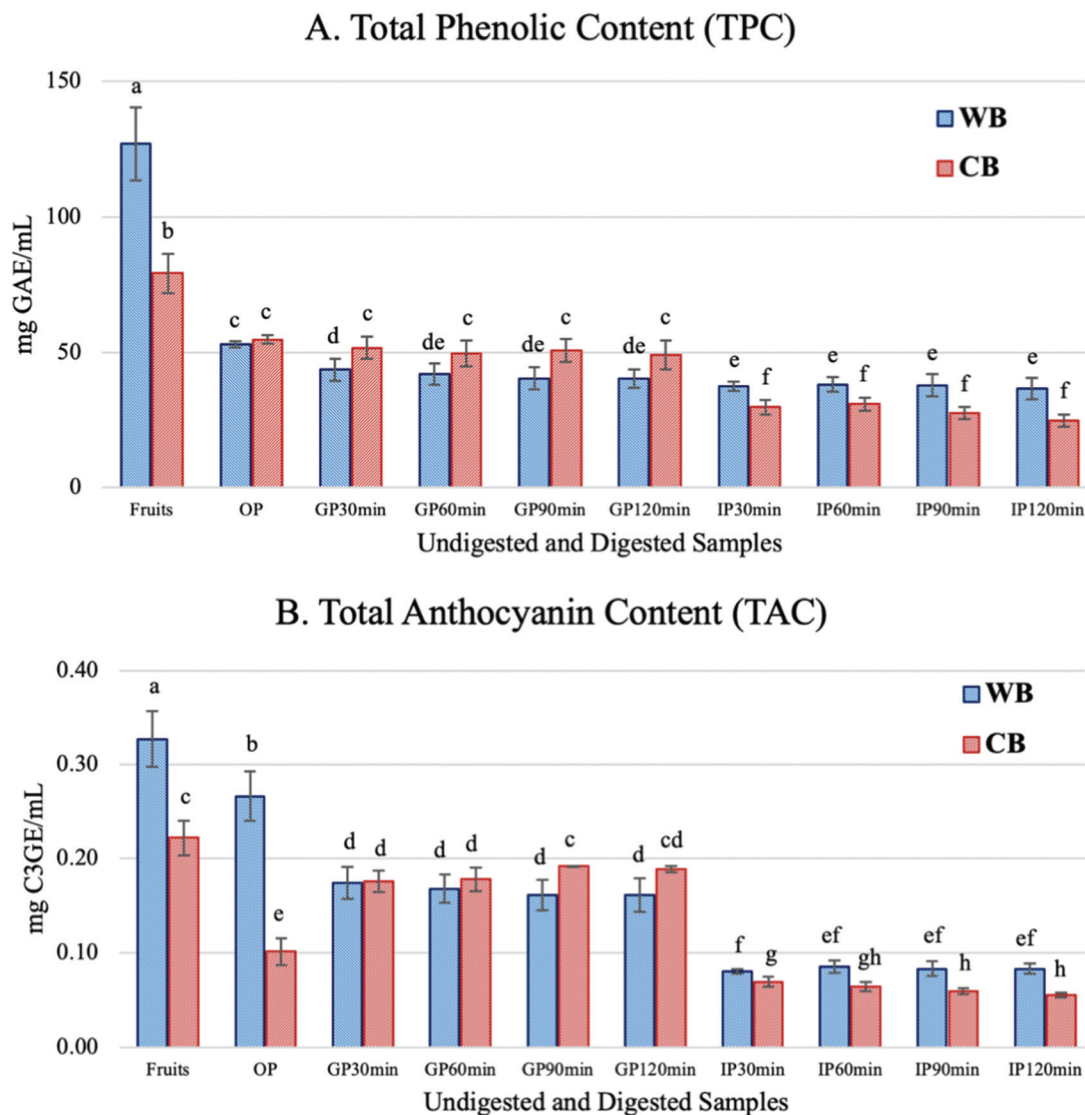 A. Total Phenolic Content (TPC)
150
a
WB
b
CB
100
mg GAE/mL
c c d c de c de c de c
50
e f e f e f e f
0
Fruits OP GP30min GP60min GP90min GP120min IP30min IP60min IP90min IP120min
Undigested and Digested Samples
B. Total Anthocyanin Content (TAC)
0.40
a
WB
b
CB
0.30
c
mg C3GE/mL
d d d d d c d cd
0.20
e
f g ef gh ef h ef h
0.10
0.00
Fruits OP GP30min GP60min GP90min GP120min IP30min IP60min IP90min IP120min
Undigested and Digested Samples